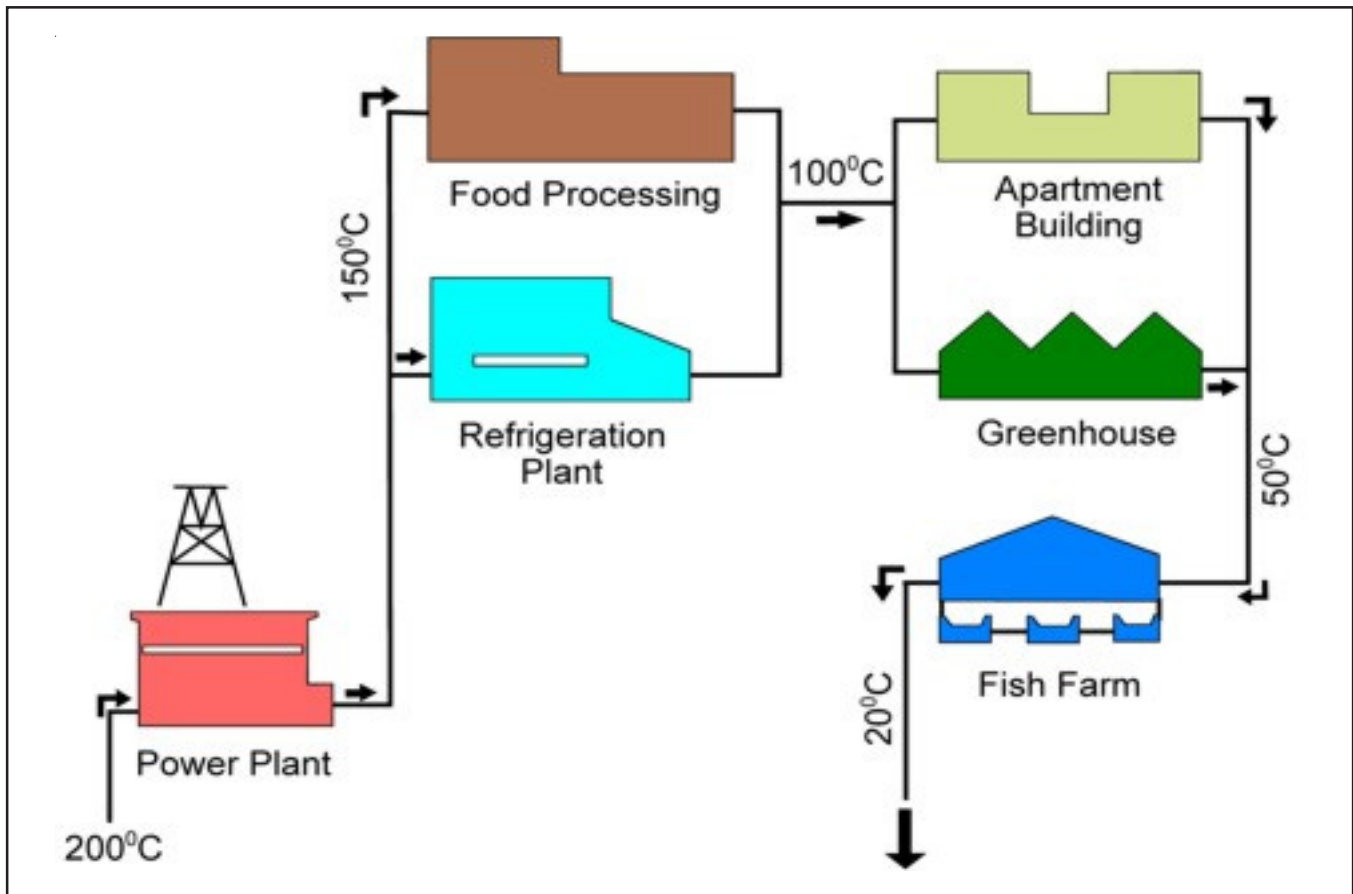 150⁰C
Food Processing
100⁰C
Apartment
Building
Refrigeration
Plant
Greenhouse
50⁰C
Power Plant
200⁰C
Fish Farm
20⁰C